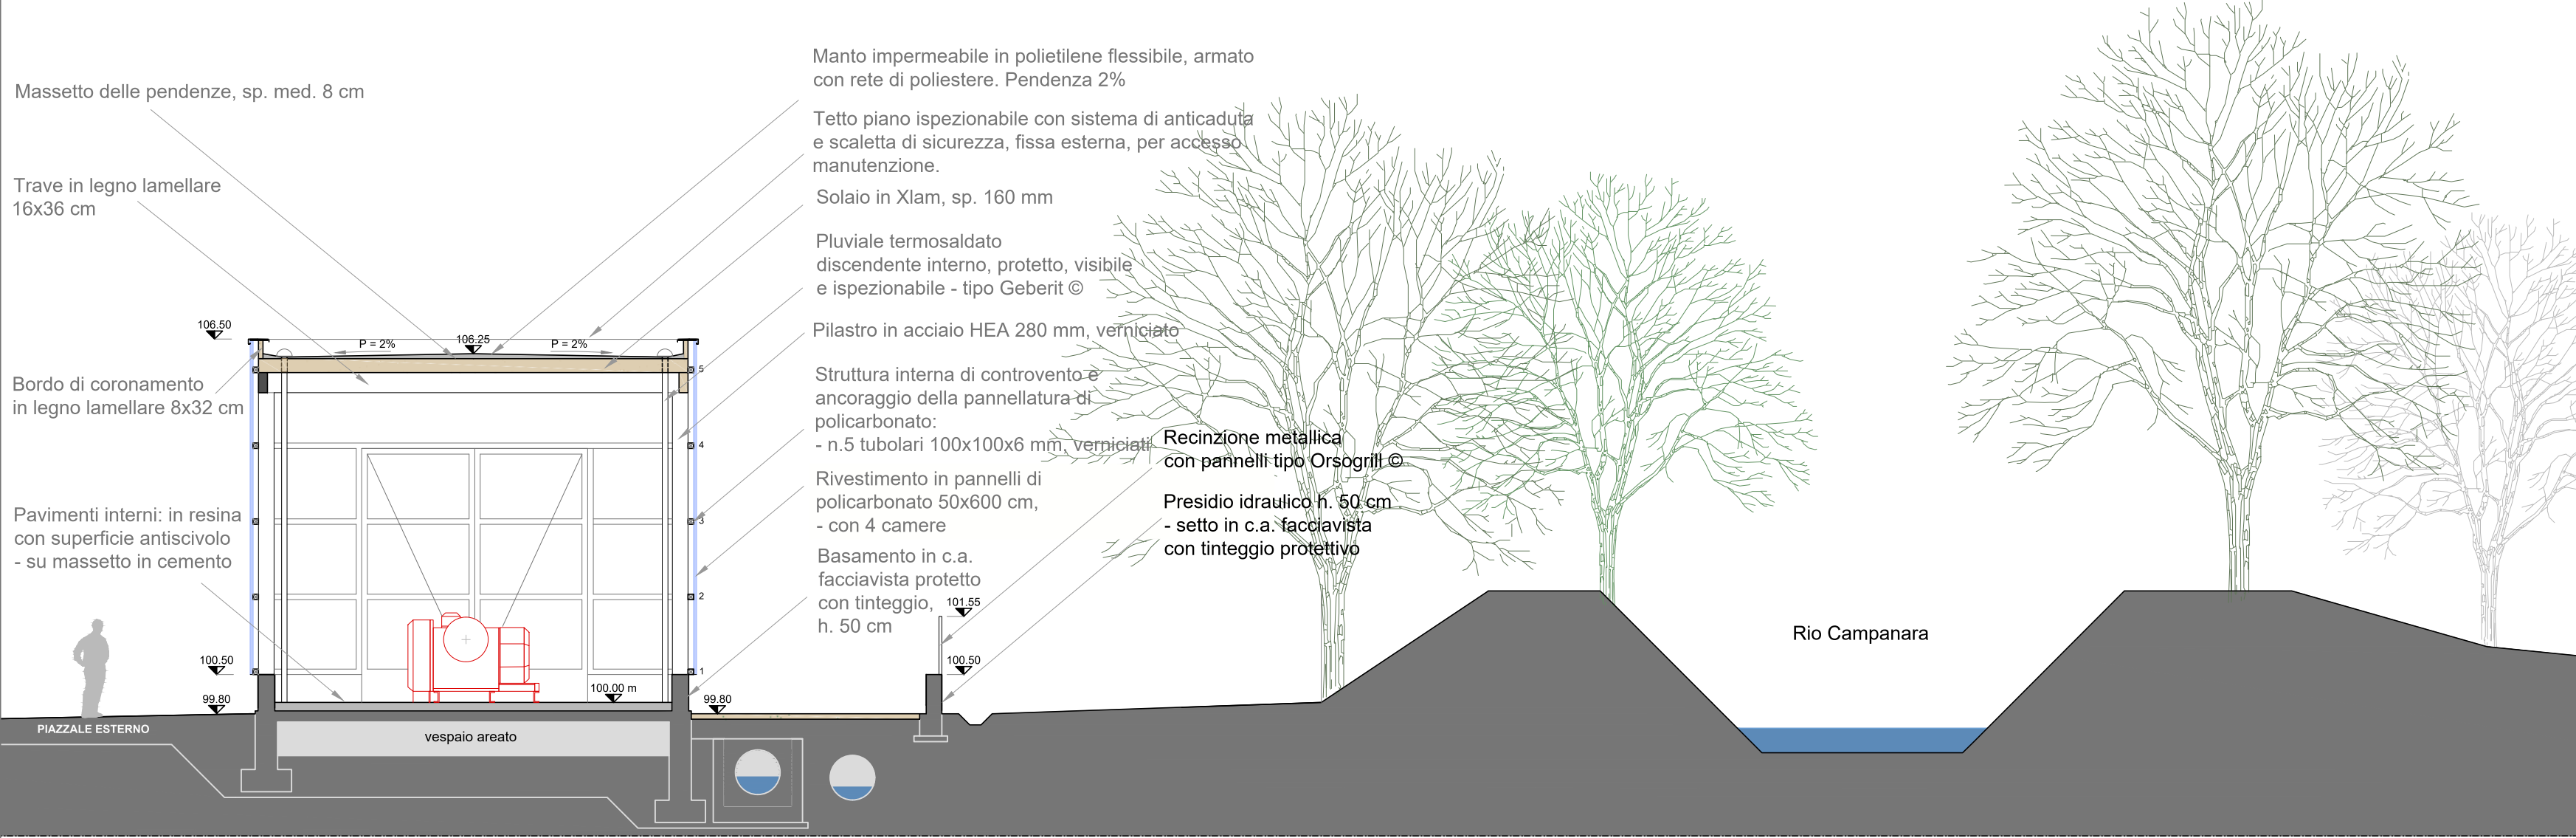 Massetto delle pendenze, sp. med. 8 cm
Trave in legno lamellare
16x36 cm
Bordo di coronamento
in legno lamellare 8x32 cm
Pavimenti interni: in resina
con superficie antiscivolo
- su massetto in cemento
Manto impermeabile in polietilene flessibile, armato
con rete di poliestere. Pendenza 2%
Tetto piano ispezionabile con sistema di anticaduta
e scaletta di sicurezza, fissa esterna, per accesso
manutenzione.
Solaio in Xlam, sp. 160 mm
Pluviale termosaldato
discendente interno, protetto, visibile
e ispezionabile - tipo Geberit ©
Pilastro in acciaio HEA 280 mm, verniciato
Struttura interna di controvento e
ancoraggio della pannellatura di
policarbonato:
- n.5 tubolari 100x100x6 mm, verniciati
Rivestimento in pannelli di
policarbonato 50x600 cm,
- con 4 camere
Basamento in c.a.
facciavista protetto
con tinteggio,
h. 50 cm
Recinzione metallica
con pannelli tipo Orsogrill ©
Presidio idraulico h. 50 cm
- setto in c.a. facciavista
con tinteggio protettivo
106.50
P = 2%
106.25
P = 2%
5
4
3
2
1
100.50
99.80
100.00 m
99.80
101.55
100.50
PIAZZALE ESTERNO
vespaio areato
Rio Campanara